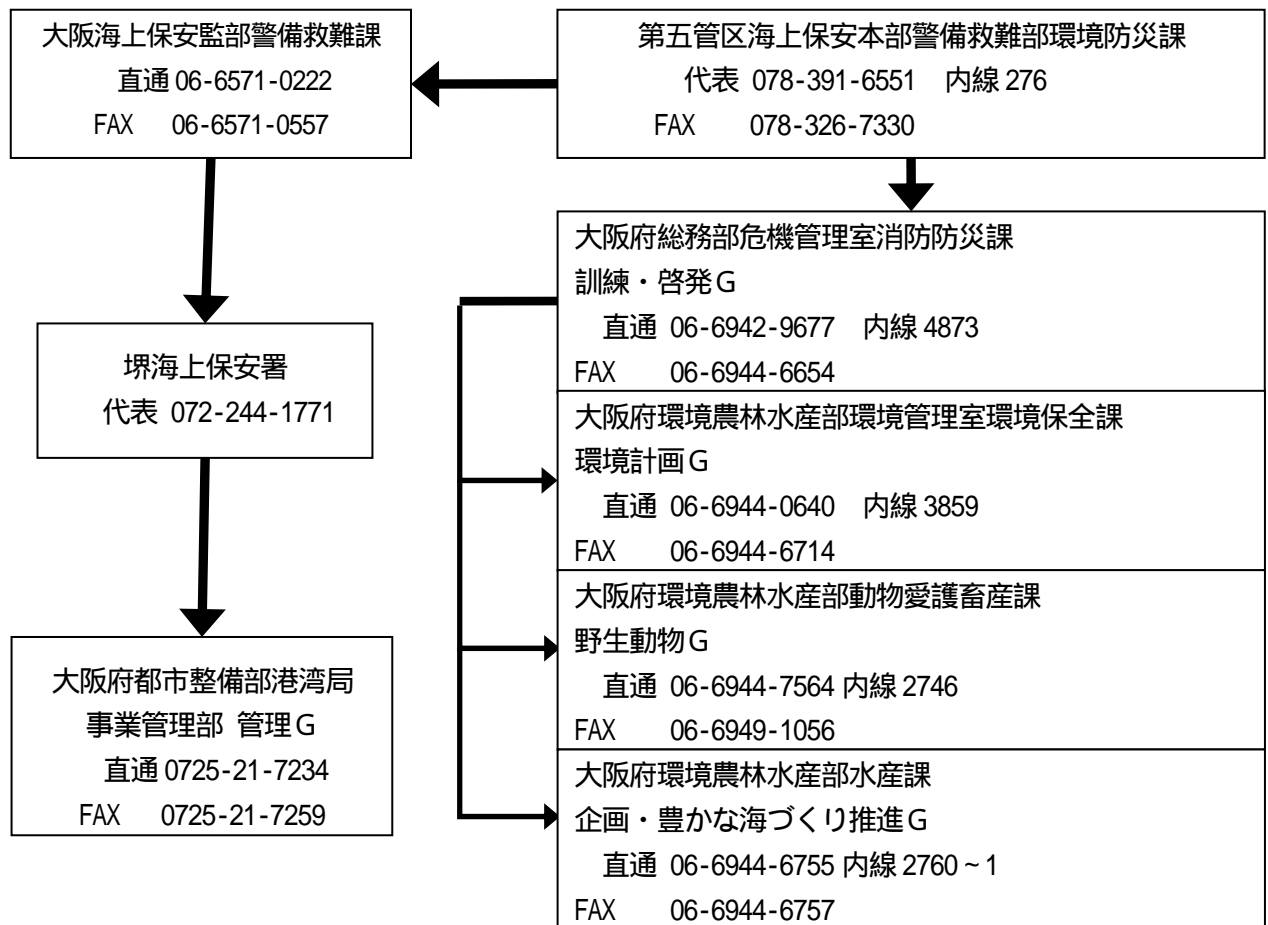 大阪海上保安監部警備救難課
直通 06-6571-0222
FAX 06-6571-0557
第五管区海上保安本部警備救難部環境防災課
代表 078-391-6551 内線 276
FAX 078-326-7330
堺海上保安署
代表 072-244-1771
大阪府都市整備部港湾局
事業管理部 管理G
直通 0725-21-7234
FAX 0725-21-7259
大阪府総務部危機管理室消防防災課
訓練・啓発G
直通 06-6942-9677 内線 4873
FAX 06-6944-6654
大阪府環境農林水産部環境管理室環境保全課
環境計画G
直通 06-6944-0640 内線 3859
FAX 06-6944-6714
大阪府環境農林水産部動物愛護畜産課
野生動物G
直通 06-6944-7564 内線 2746
FAX 06-6949-1056
大阪府環境農林水産部水産課
企画・豊かな海づくり推進G
直通 06-6944-6755 内線 2760~1
FAX 06-6944-6757